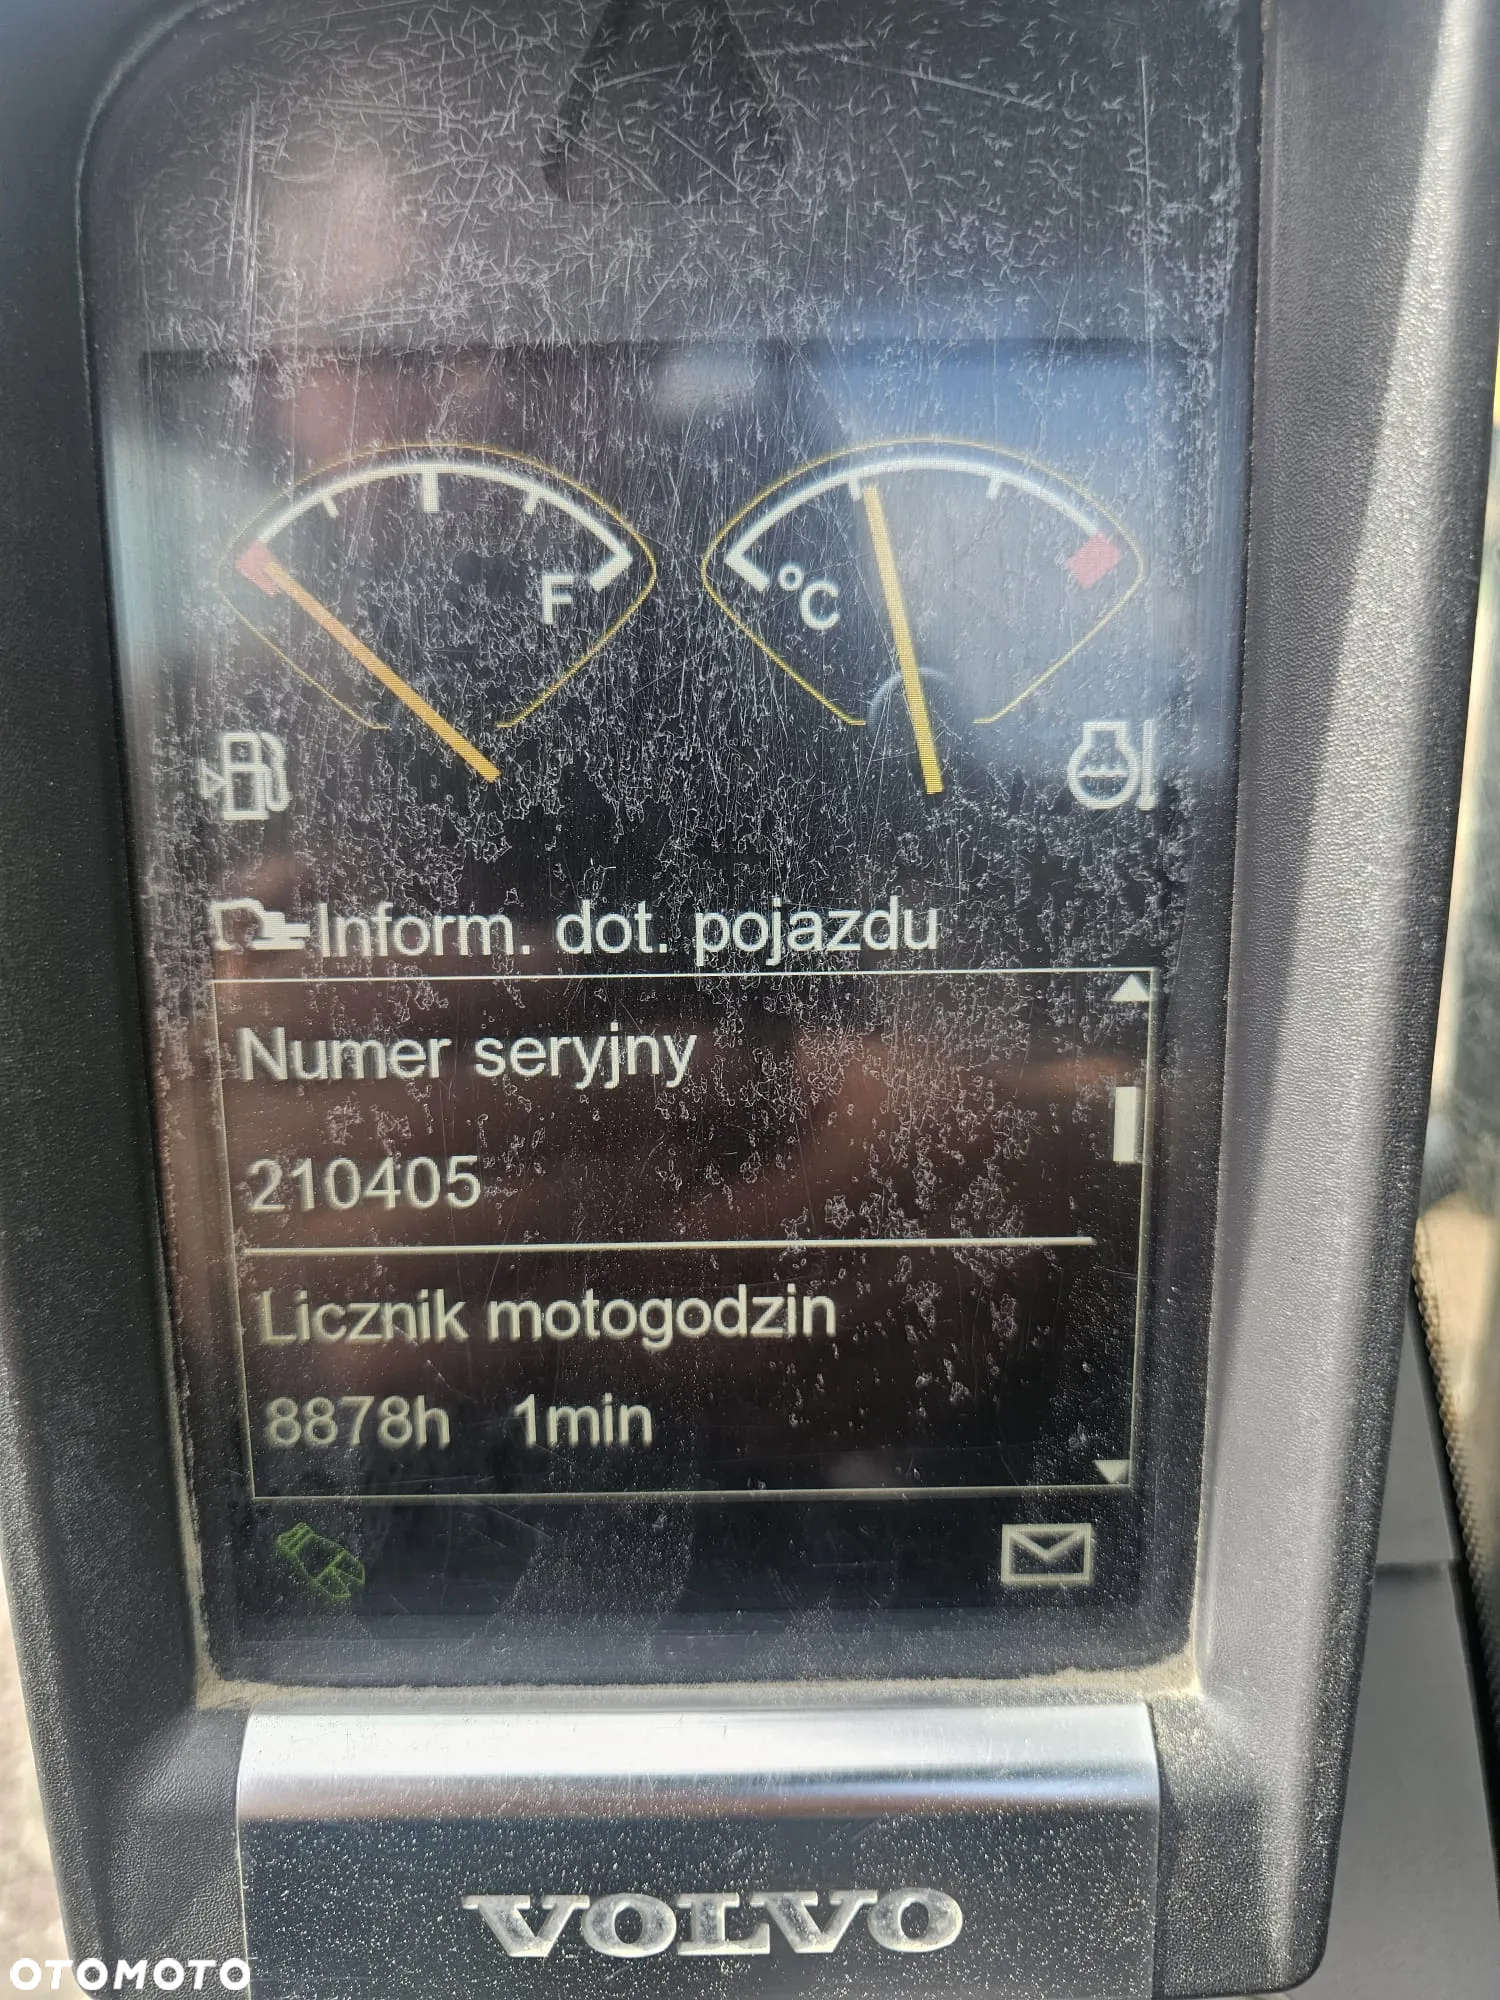 F
°C
Inform. dot. pojazdu
Numer seryjny
210405
Licznik motogodzin
8878h 1min
VOLVO
OTOMOTO